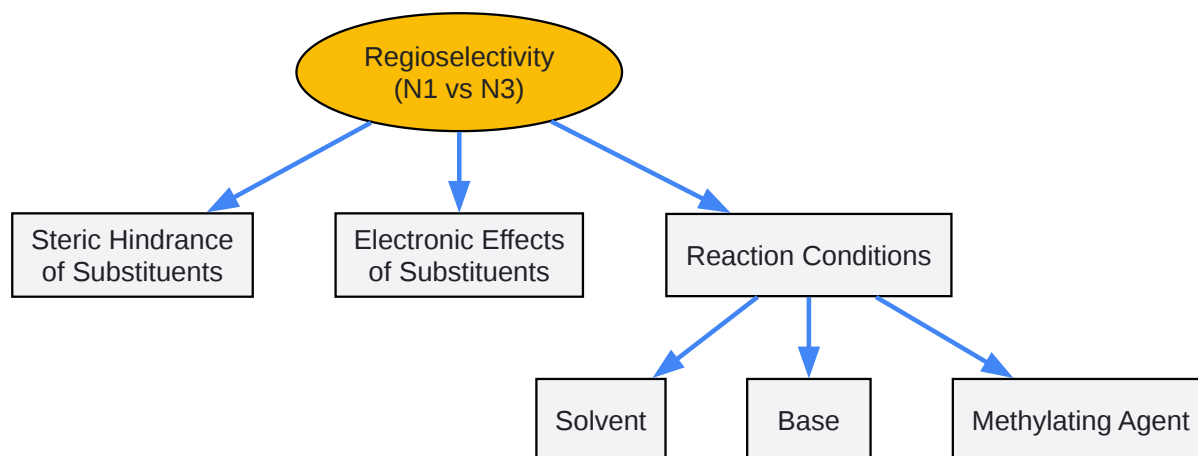 Regioselectivity
(N1 vs N3)
Steric Hindrance
of Substituents
Electronic Effects
of Substituents
Reaction Conditions
Solvent
Base
Methylating Agent